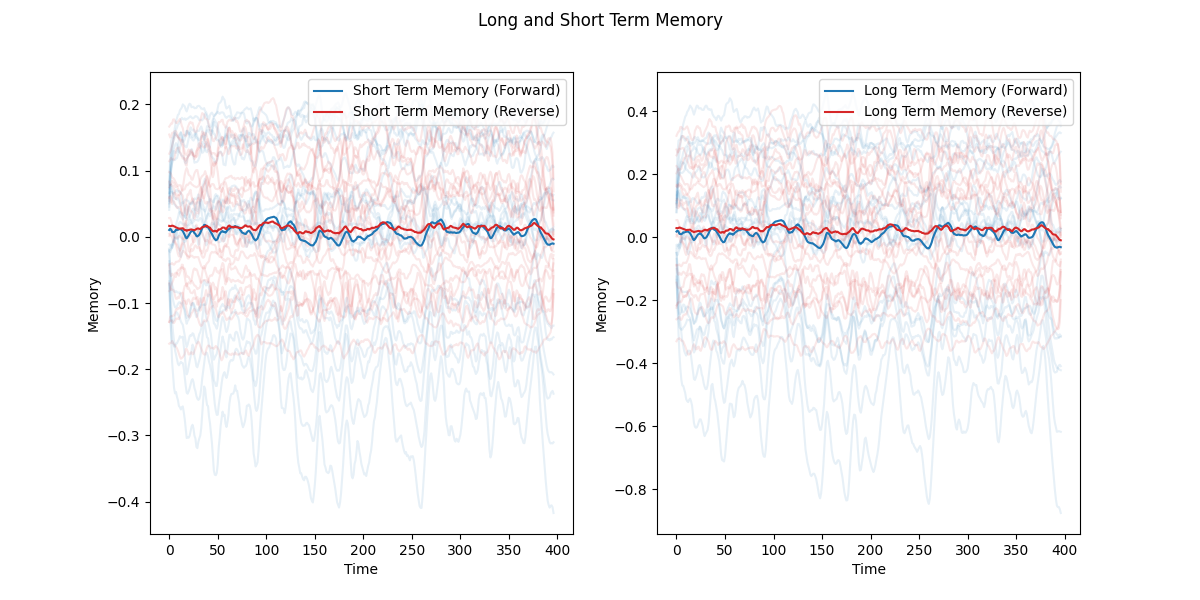 Long and Short Term Memory
Short Term Memory (Forward)
Short Term Memory (Reverse)
0.2
0.1
0.0
−0.1
−0.2
−0.3
−0.4
Memory
0 50 100 150 200 250 300 350 400
Time
Long Term Memory (Forward)
Long Term Memory (Reverse)
0.4
0.2
0.0
−0.2
−0.4
−0.6
−0.8
Memory
0 50 100 150 200 250 300 350 400
Time